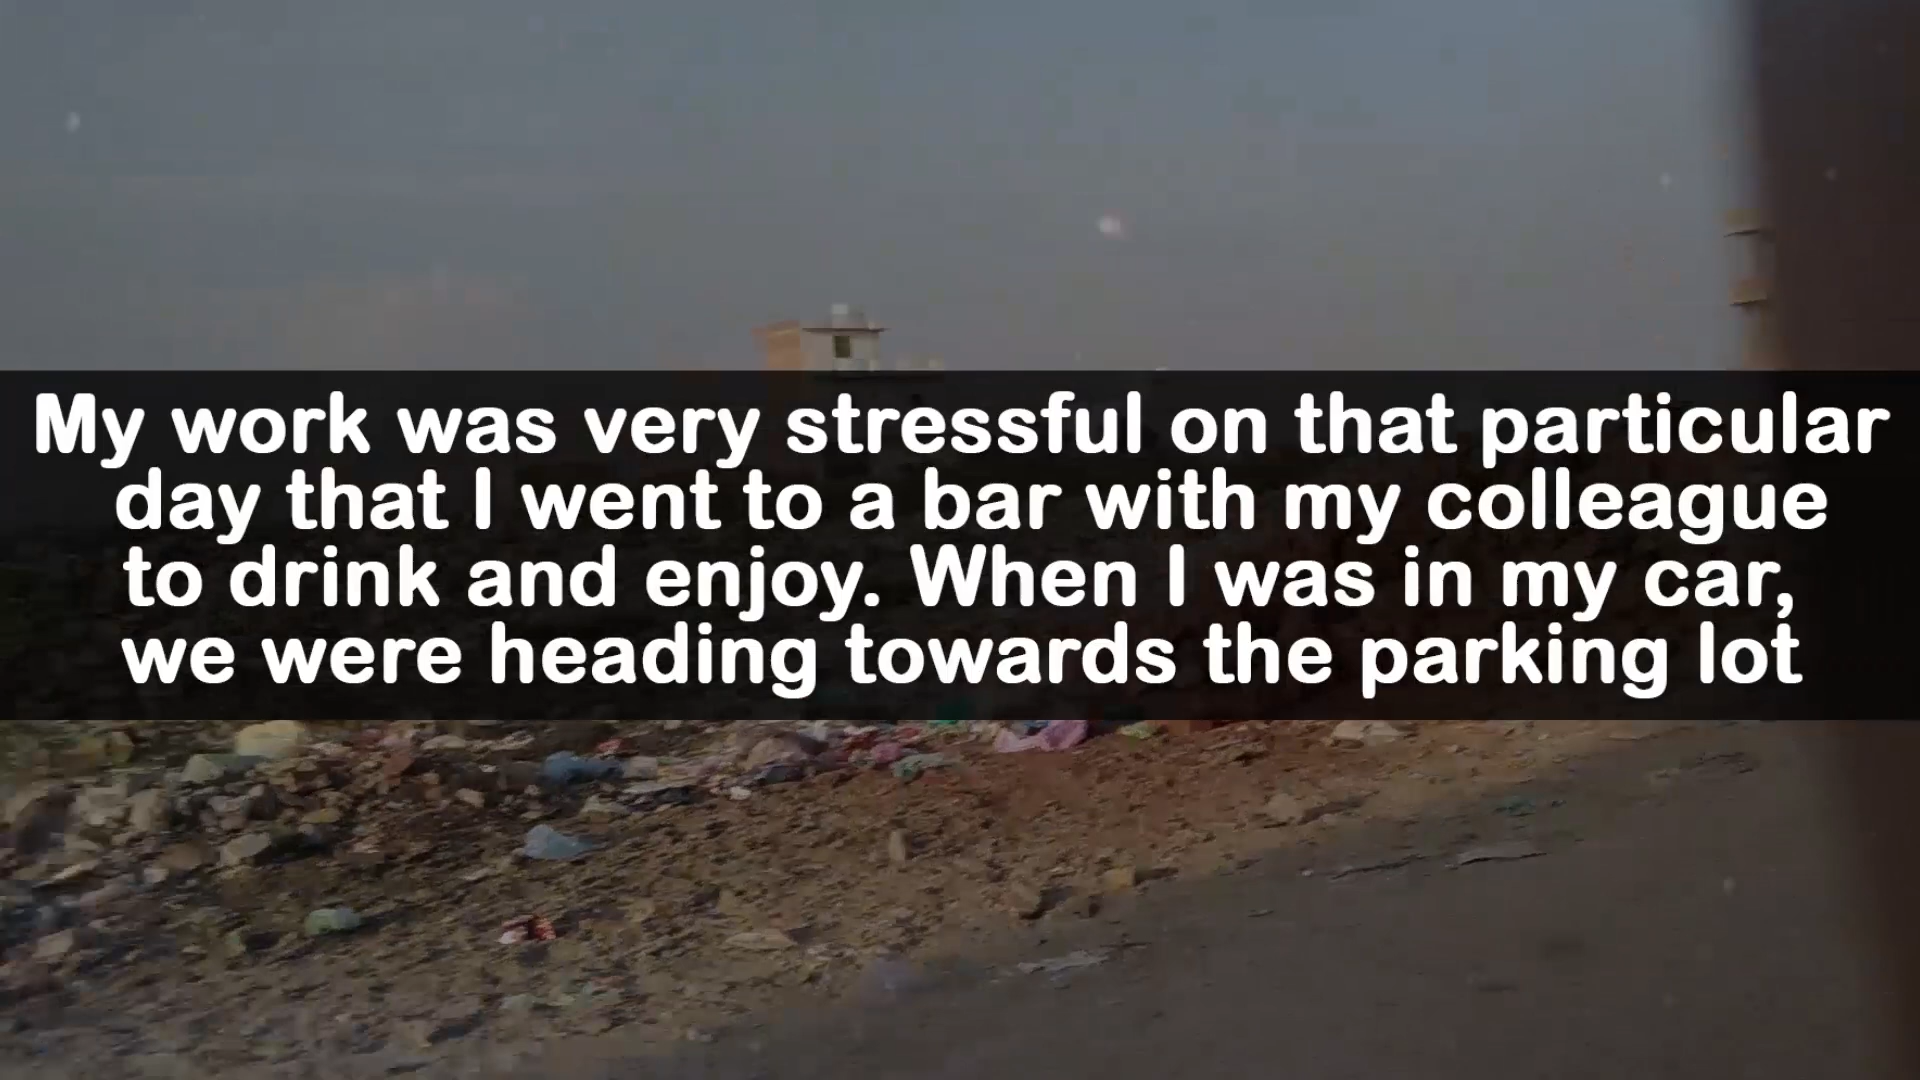 My work was very stressful on that particular
day that I went to a bar with my colleague
to drink and enjoy. When I was in my car,
we were heading towards the parking lot